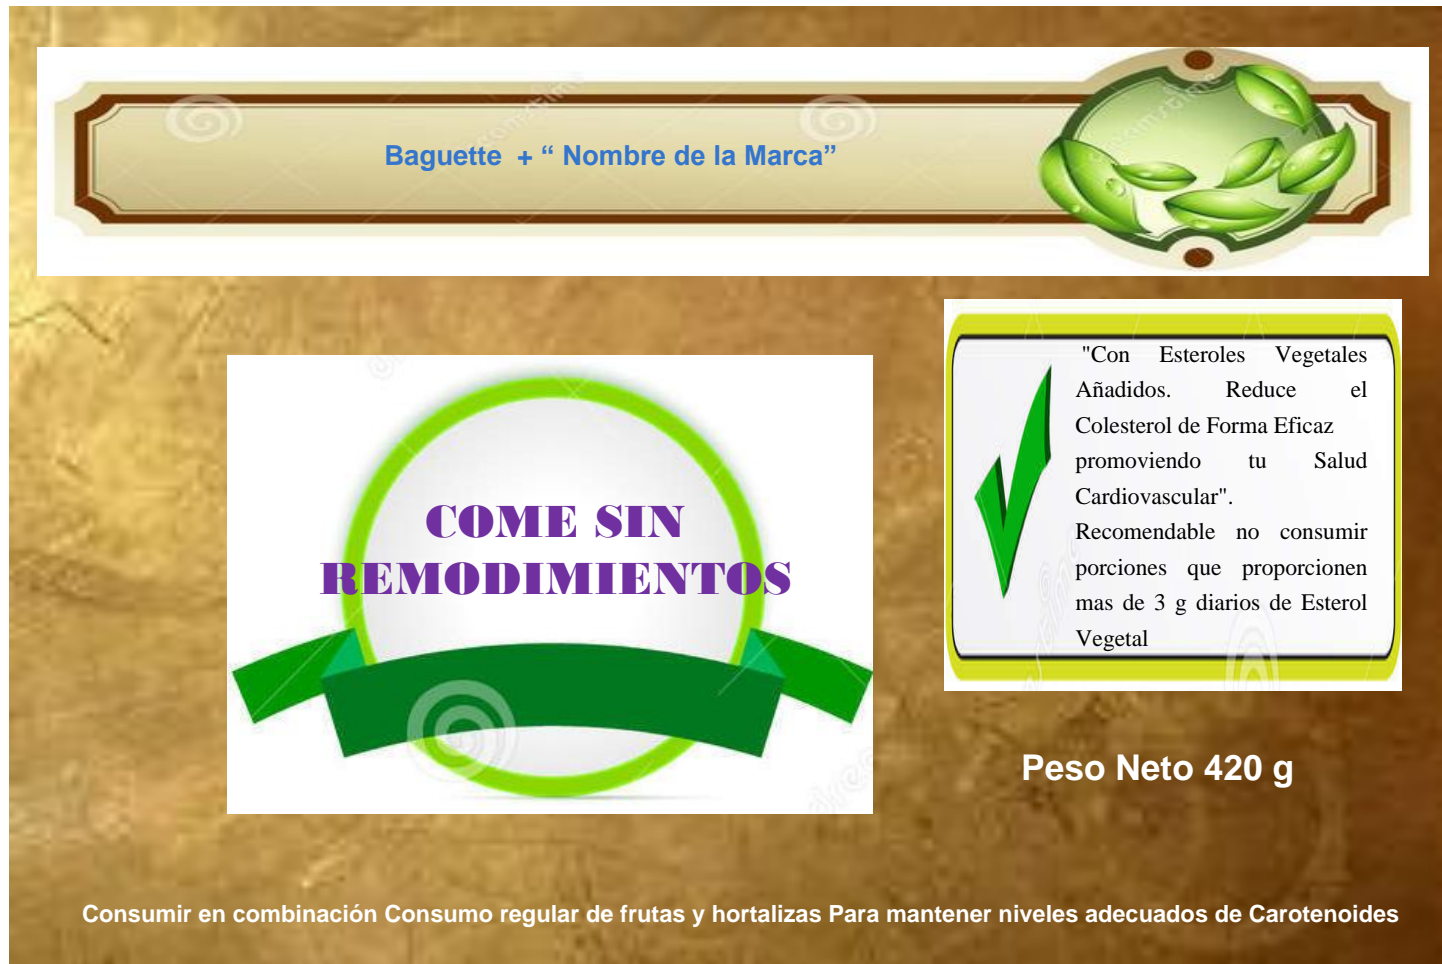 Baguette + “ Nombre de la Marca”
"Con Esteroles Vegetales
Añadidos. Reduce el
Colesterol de Forma Eficaz
promoviendo tu Salud
Cardiovascular".
Recomendable no consumir
porciones que proporcionen
mas de 3 g diarios de Esterol
Vegetal
COME SIN
REMODIMIENTOS
Peso Neto 420 g
Consumir en combinación Consumo regular de frutas y hortalizas Para mantener niveles adecuados de Carotenoides